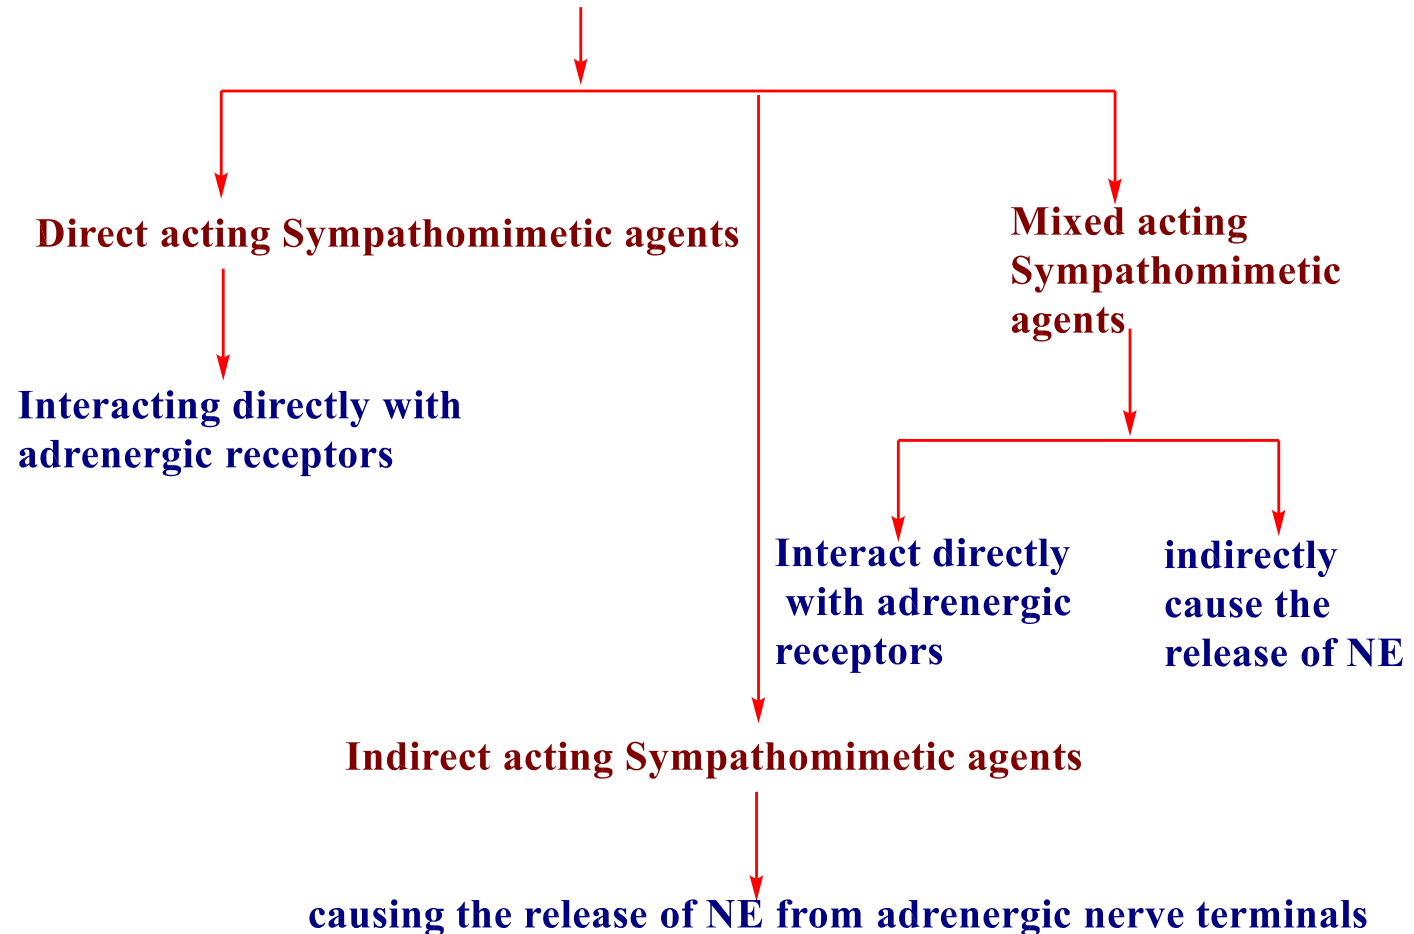 Direct acting Sympathomimetic agents
Mixed acting
Sympathomimetic
agents
Interacting directly with
adrenergic receptors
Interact directly
with adrenergic
receptors
indirectly
cause the
release of NE
Indirect acting Sympathomimetic agents
causing the release of NE from adrenergic nerve terminals